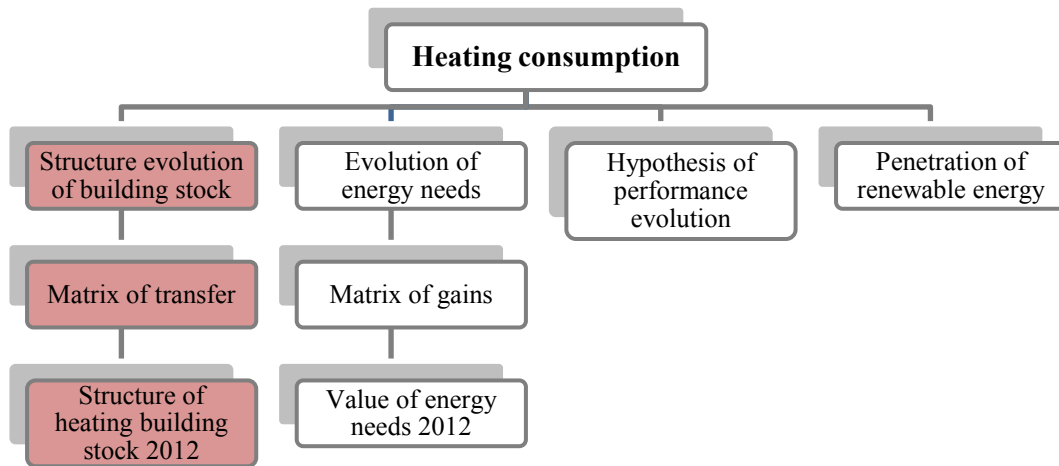 Heating consumption
Structure evolution
of building stock
Evolution of
energy needs
Hypothesis of
performance
evolution
Penetration of
renewable energy
Matrix of transfer
Matrix of gains
Structure of
heating building
stock 2012
Value of energy
needs 2012